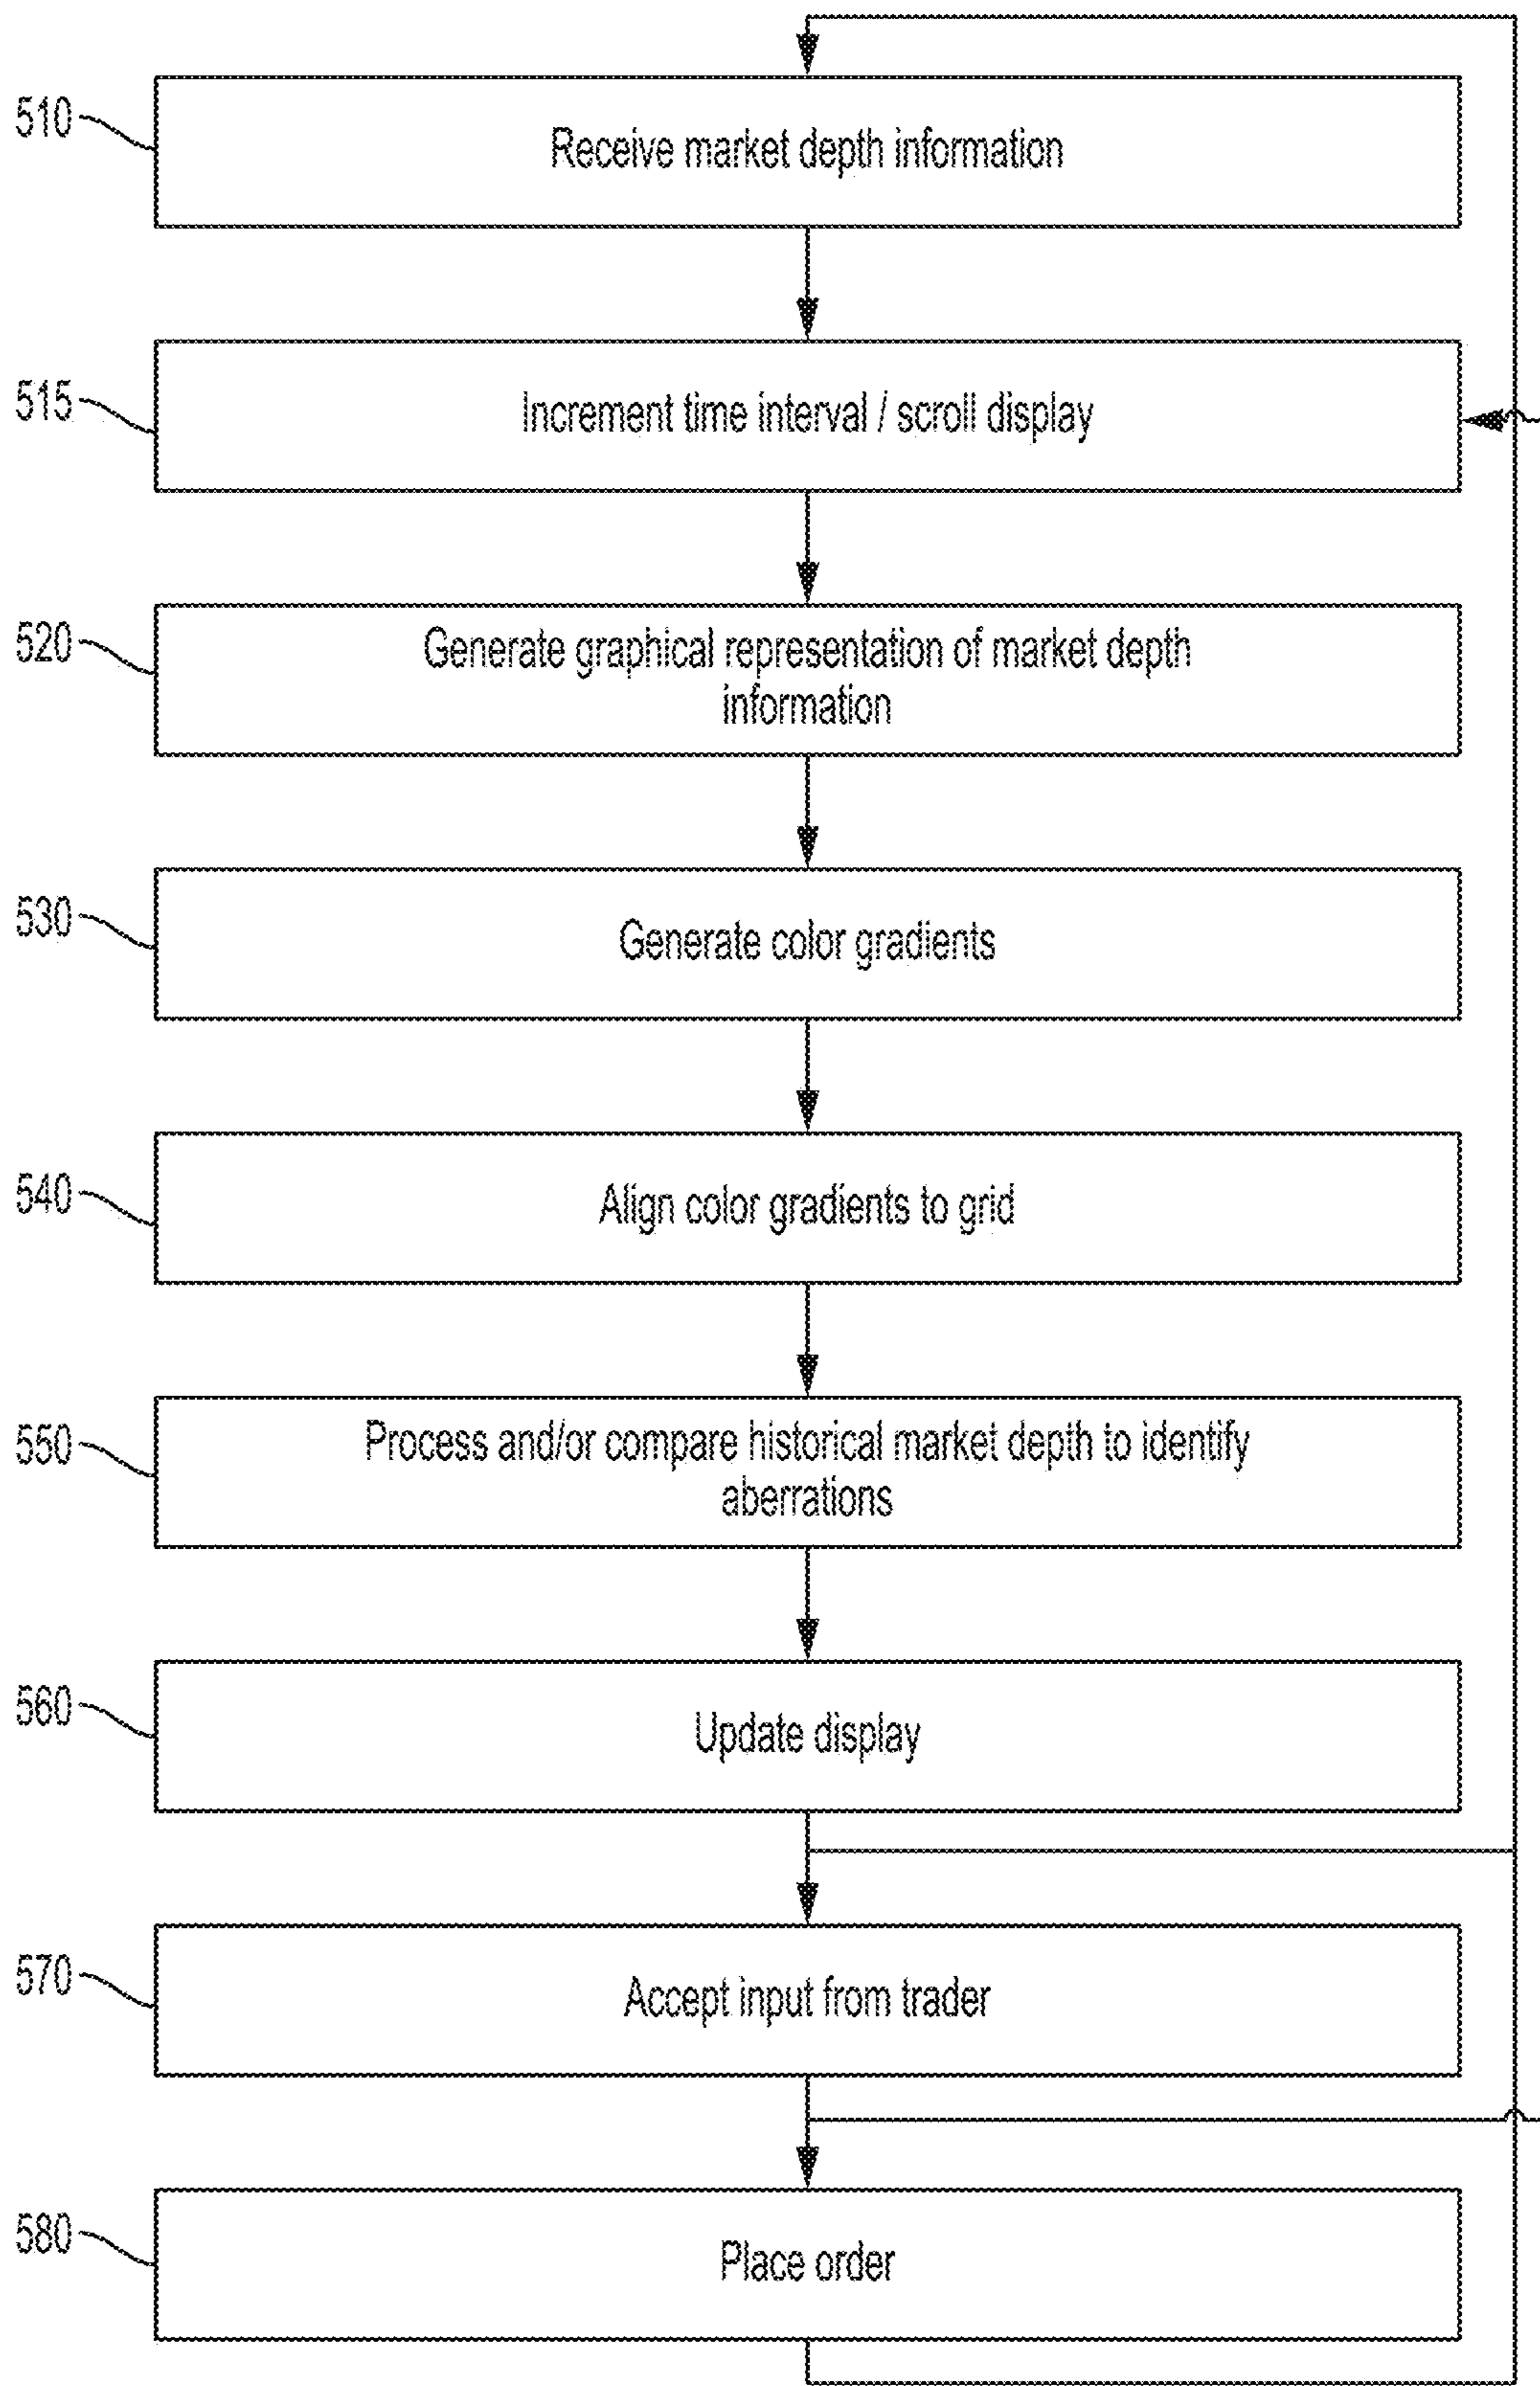 510
Receive market depth information
515
Increment time interval / scroll display
520
Generate graphical representation of market depth
information
530
Generate color gradients
540
Align color gradients to grid
550
Process and/or compare historical market depth to identify
aberrations
560
Update display
570
Accept input from trader
580
Place order